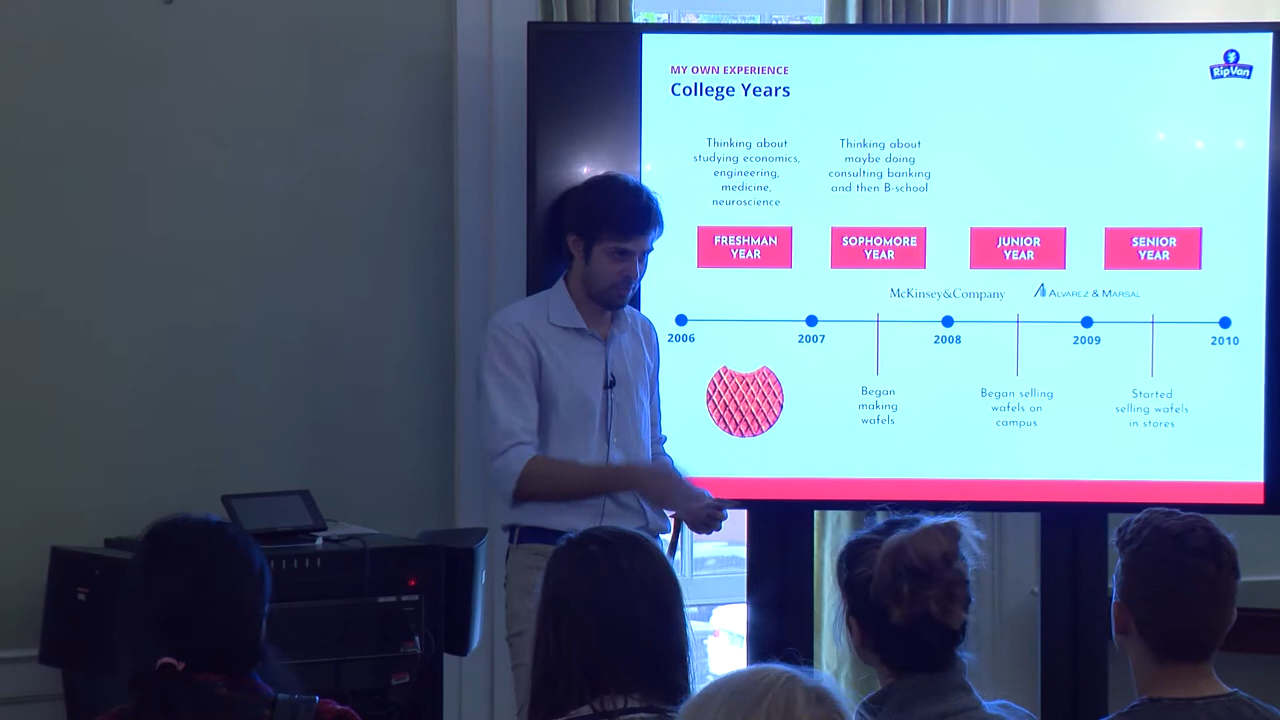 MY OWN EXPERIENCE
College Years
RipVan
Thinking about
studying economics,
engineering,
medicine,
neuroscience
Thinking about
maybe doing
consulting banking
and then B-school
FRESHMAN
YEAR
SOPHOMORE
YEAR
JUNIOR
YEAR
SENIOR
YEAR
McKinsey&Company
ALVAREZ & MARSAL
2006
2007
2008
2009
2010
Began
making
wafels
Began selling
wafels on
campus
Started
selling wafels
in stores